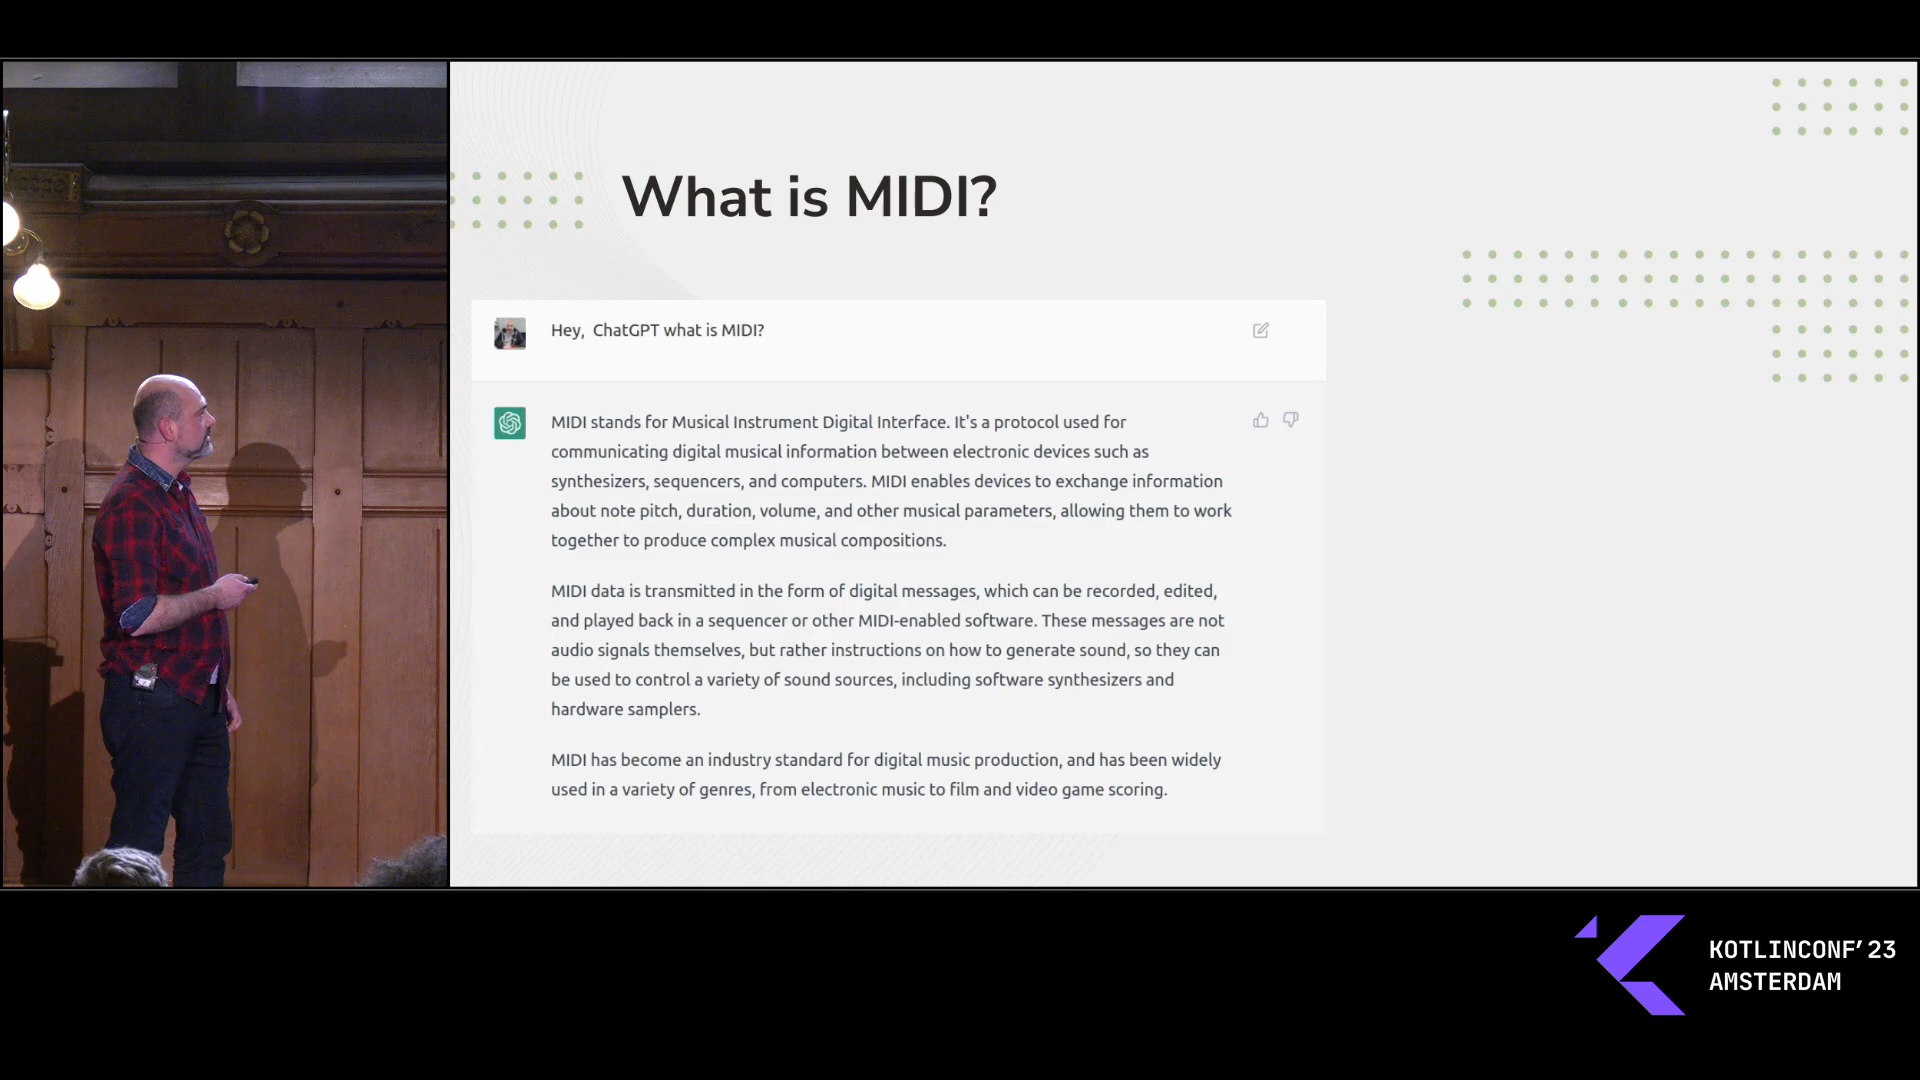 What is MIDI?
Hey, ChatGPT what is MIDI?
MIDI stands for Musical Instrument Digital Interface. It's a protocol used for
communicating digital musical information between electronic devices such as
synthesizers, sequencers, and computers. MIDI enables devices to exchange information
about note pitch, duration, volume, and other musical parameters, allowing them to work
together to produce complex musical compositions.
MIDI data is transmitted in the form of digital messages, which can be recorded, edited,
and played back in a sequencer or other MIDI-enabled software. These messages are not
audio signals themselves, but rather instructions on how to generate sound, so they can
be used to control a variety of sound sources, including software synthesizers and
hardware samplers.
MIDI has become an industry standard for digital music production, and has been widely
used in a variety of genres, from electronic music to film and video game scoring.
KOTLINCONF’23
AMSTERDAM